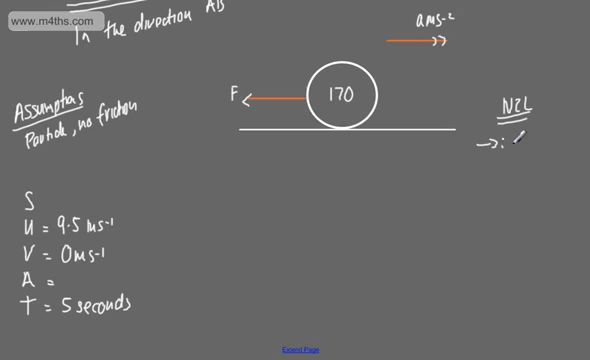 www.m4ths.com
In the direction AB
a ms-2
F
170
Assumptions
Particle, no friction
N2L
→:
S
U = 9.5 ms-1
V = 0 ms-1
A =
T = 5 seconds
Expand Page